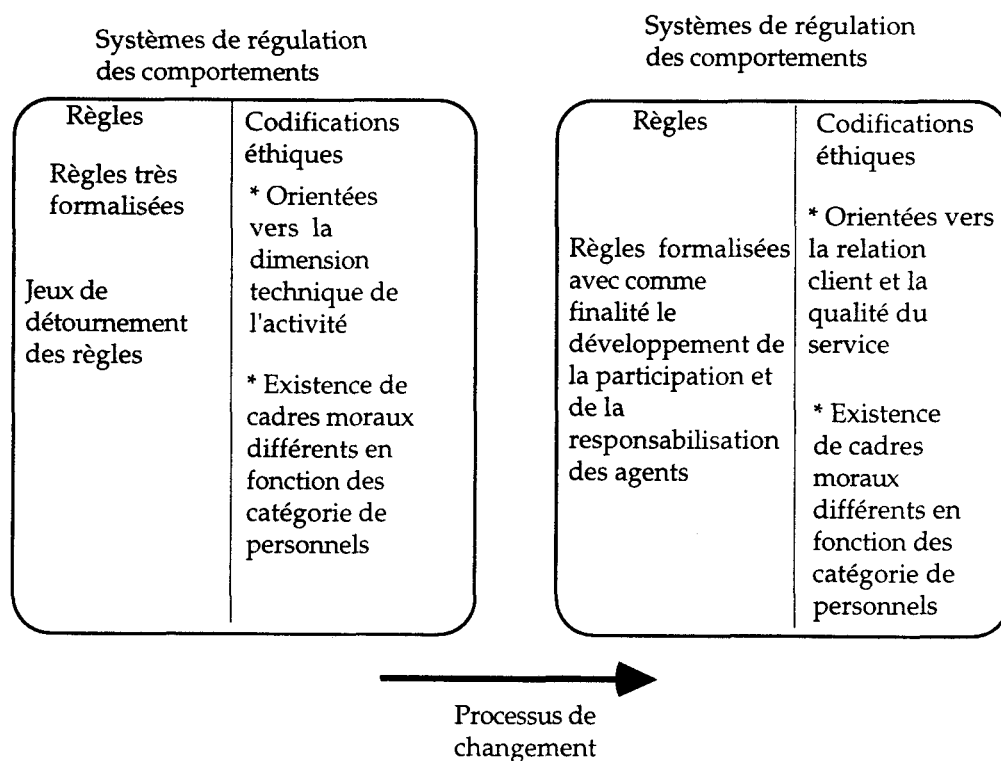 Systèmes de régulation
des comportements
Règles
Règles très
formalisées
Jeux de
détournement
des règles
Codifications
éthiques
* Orientées
vers la
dimension
technique de
l'activité
* Existence de
cadres moraux
différents en
fonction des
catégorie de
personnels
Systèmes de régulation
des comportements
Règles
Règles formalisées
avec comme
finalité le
développement de
la participation et
de la
responsabilisation
des agents
Codifications
éthiques
* Orientées vers
la relation
client et la
qualité du
service
* Existence
de cadres
moraux
différents en
fonction des
catégorie de
personnels
Processus de
changement